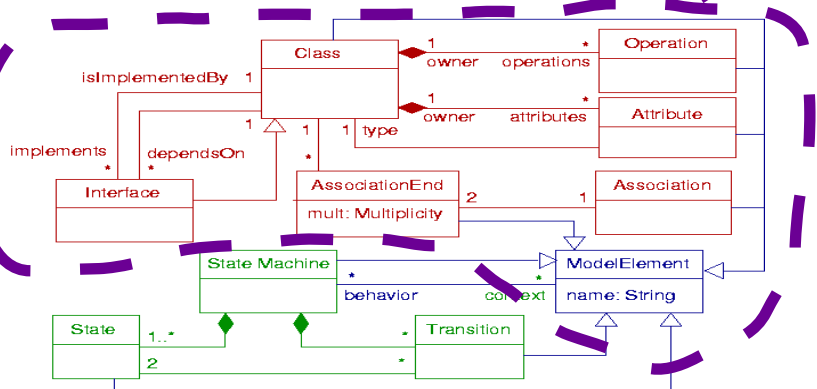 Class
1
*
Operation
owner
operations
isImplementedBy
1
1
*
Attribute
owner
attributes
1
1
1
type
implements
*
dependsOn
*
*
Interface
AssociationEnd
mult: Multiplicity
2
1
Association
State Machine
*
behavior
*
context
ModelElement
name: String
State
1..*
2
*
*
Transition